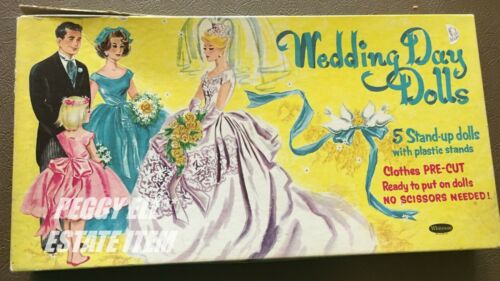 Wedding Day
Dolls
5 Stand-up dolls
with plastic stands
Clothes PRE-CUT
Ready to put on dolls
NO SCISSORS NEEDED!
Whitman
PEGGY ELZ
ESTATE ITEM